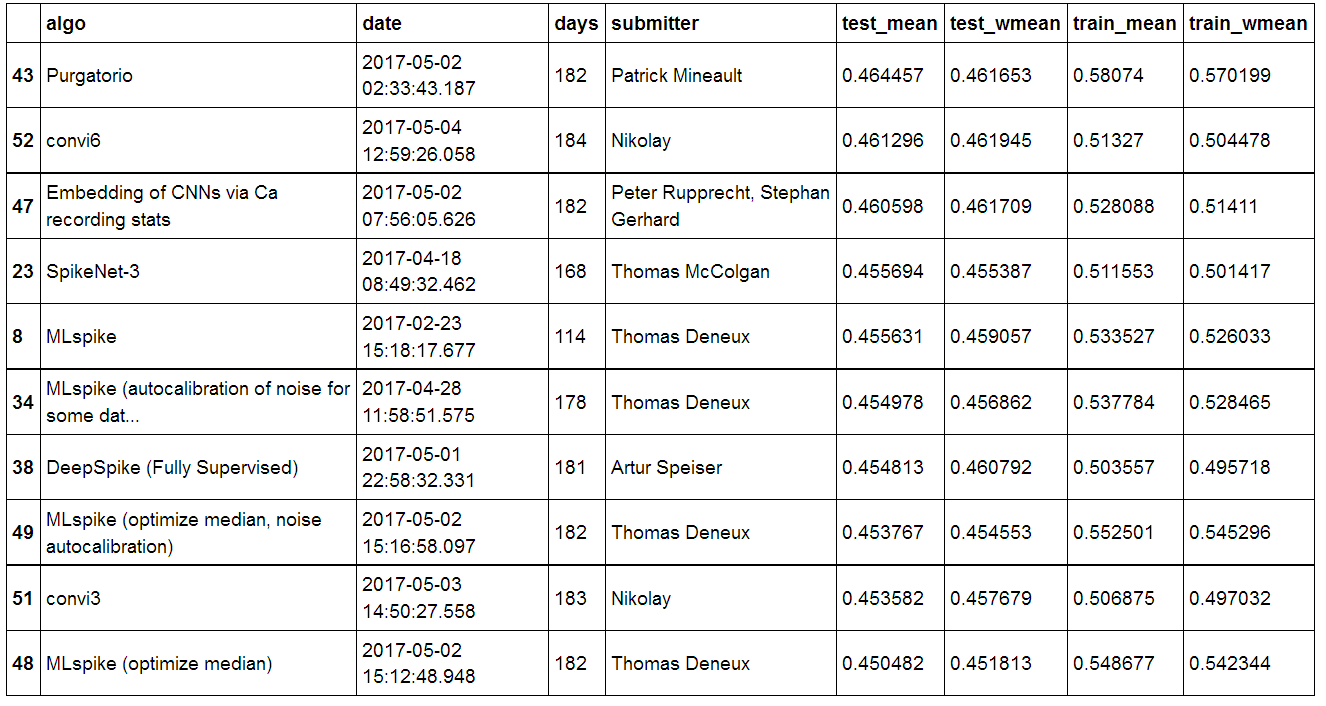 algo date days submitter test_mean test_wmean train_mean train_wmean
43 Purgatorio 2017-05-02 02:33:43.187 182 Patrick Mineault 0.464457 0.461653 0.58074 0.570199
52 convi6 2017-05-04 12:59:26.058 184 Nikolay 0.461296 0.461945 0.51327 0.504478
47 Embedding of CNNs via Ca recording stats 2017-05-02 07:56:05.626 182 Peter Rupprecht, Stephan Gerhard 0.460598 0.461709 0.528088 0.51411
23 SpikeNet-3 2017-04-18 08:49:32.462 168 Thomas McColgan 0.455694 0.455387 0.511553 0.501417
8 MLspike 2017-02-23 15:18:17.677 114 Thomas Deneux 0.455631 0.459057 0.533527 0.526033
34 MLspike (autocalibration of noise for some dat... 2017-04-28 11:58:51.575 178 Thomas Deneux 0.454978 0.456862 0.537784 0.528465
38 DeepSpike (Fully Supervised) 2017-05-01 22:58:32.331 181 Artur Speiser 0.454813 0.460792 0.503557 0.495718
49 MLspike (optimize median, noise autocalibration) 2017-05-02 15:16:58.097 182 Thomas Deneux 0.453767 0.454553 0.552501 0.545296
51 convi3 2017-05-03 14:50:27.558 183 Nikolay 0.453582 0.457679 0.506875 0.497032
48 MLspike (optimize median) 2017-05-02 15:12:48.948 182 Thomas Deneux 0.450482 0.451813 0.548677 0.542344